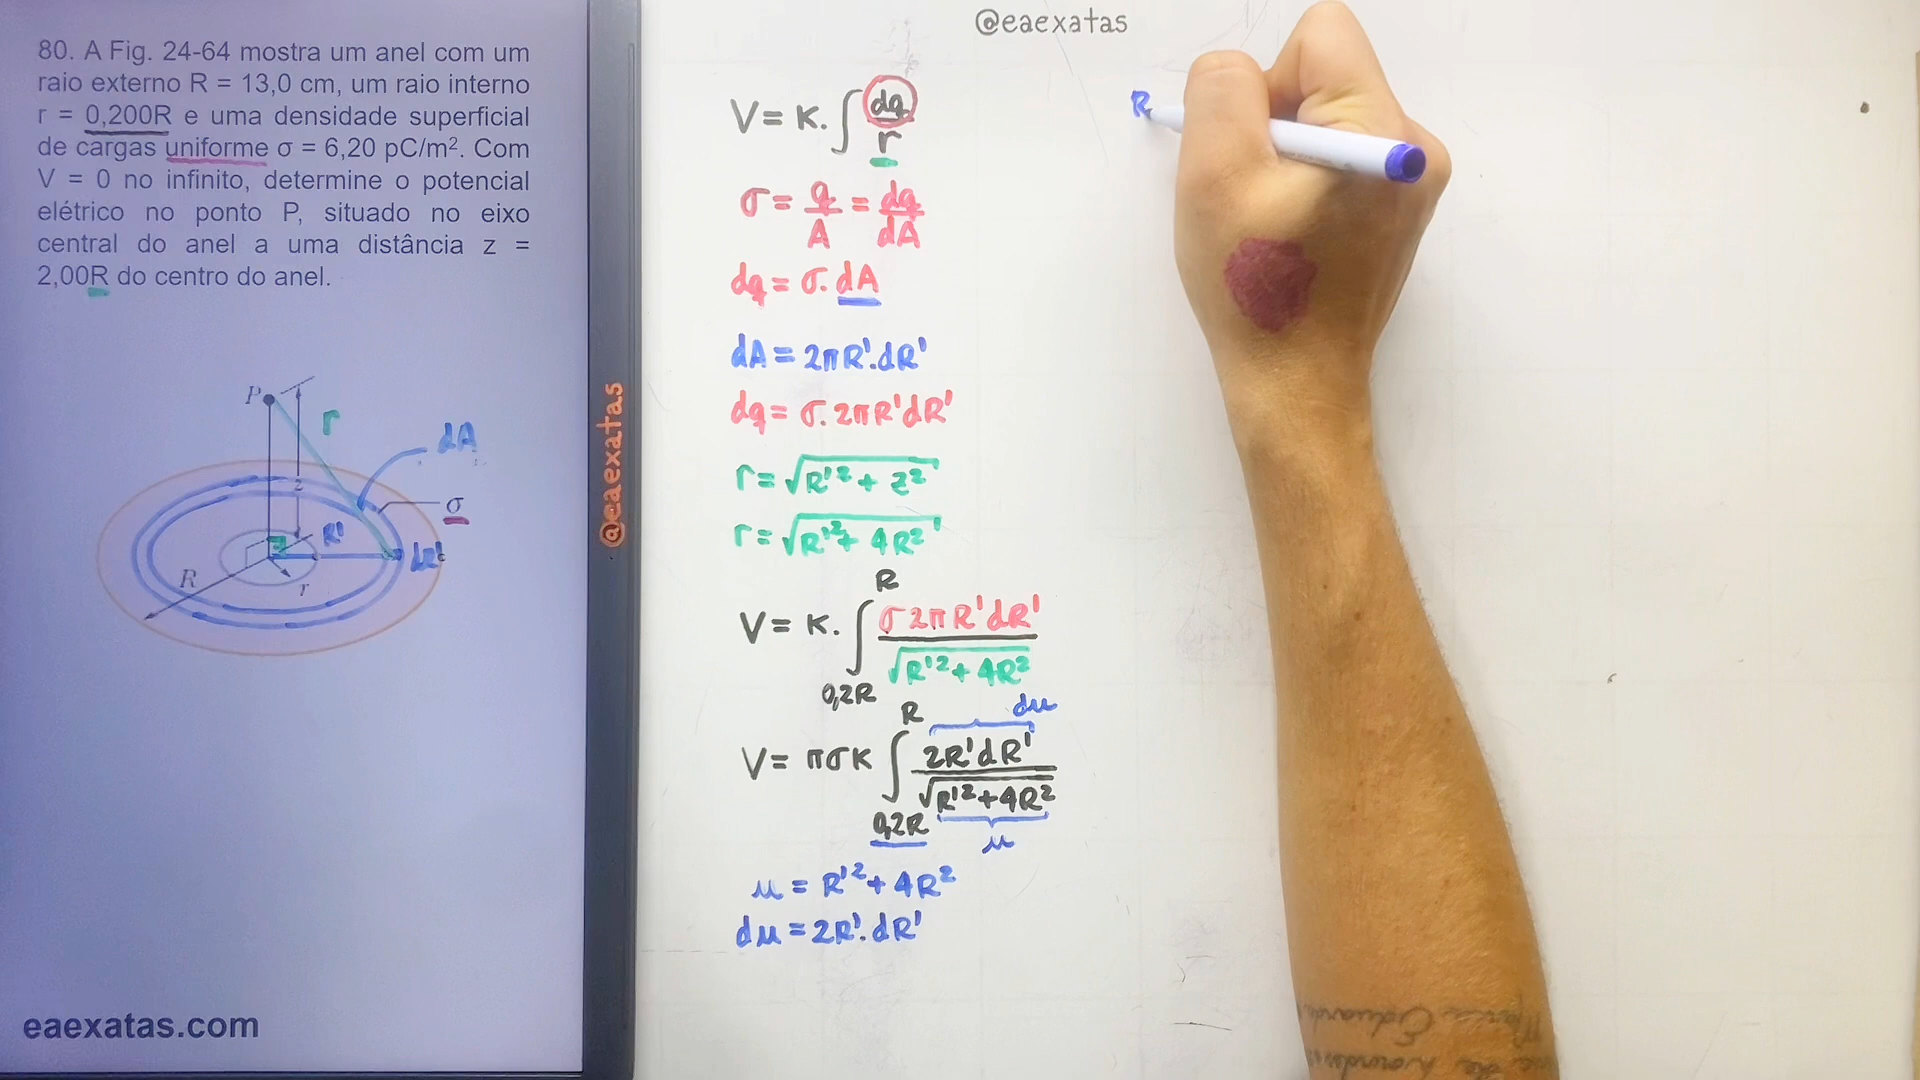 80. A Fig. 24-64 mostra um anel com um
raio externo R = 13,0 cm, um raio interno
r = 0,200R e uma densidade superficial
de cargas uniforme σ = 6,20 pC/m². Com
V = 0 no infinito, determine o potencial
elétrico no ponto P, situado no eixo
central do anel a uma distância z =
2,00R do centro do anel.
P
r
dA
z
σ
R'
dR'
R
r
eaexatas.com
@eaexatas
@eaexatas
V = K. ∫ dq/r
σ = q/A = dq/dA
dq = σ. dA
dA = 2πR'.dR'
dq = σ. 2πR'dR'
r = √(R'² + z²)
r = √(R'² + 4R²)
R
V = K. ∫ σ2πR'dR' / √(R'² + 4R²)
0,2R
R du
V = πσK ∫ 2R'dR' / √(R'² + 4R²)
0,2R u
u = R'² + 4R²
du = 2R'.dR'
R